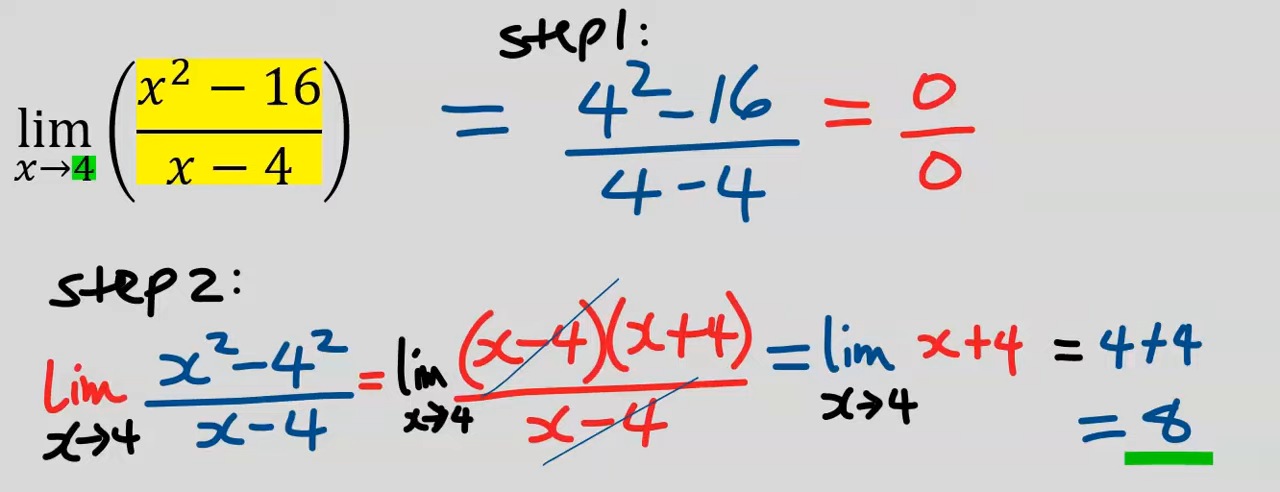 step1:
lim x→4 (x² − 16 / x − 4) = 4² − 16 / 4 − 4 = 0 / 0
step2:
Lim x→4 x² − 4² / x − 4 = lim x→4 (x − 4)(x + 4) / x − 4 = lim x→4 x + 4 = 4 + 4
= 8